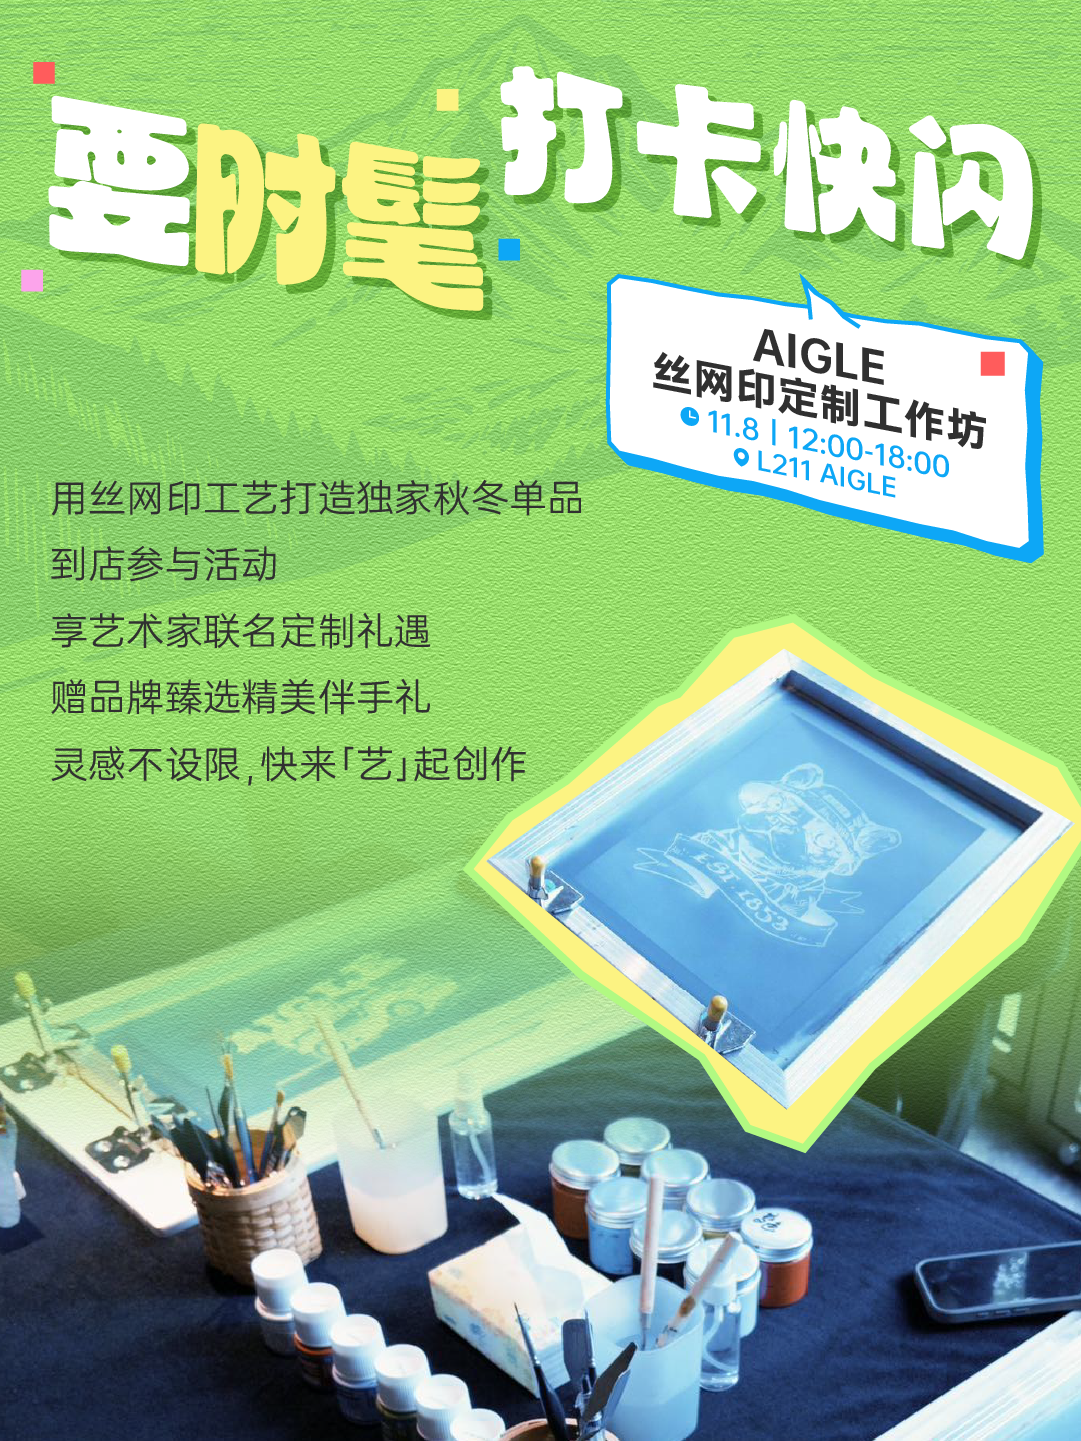 要时髦 打卡快闪
AIGLE
丝网印定制工作坊
11.8 | 12:00-18:00
L211 AIGLE
用丝网印工艺打造独家秋冬单品
到店参与活动
享艺术家联名定制礼遇
赠品牌臻选精美伴手礼
灵感不设限,快来「艺」起创作
EST·1853